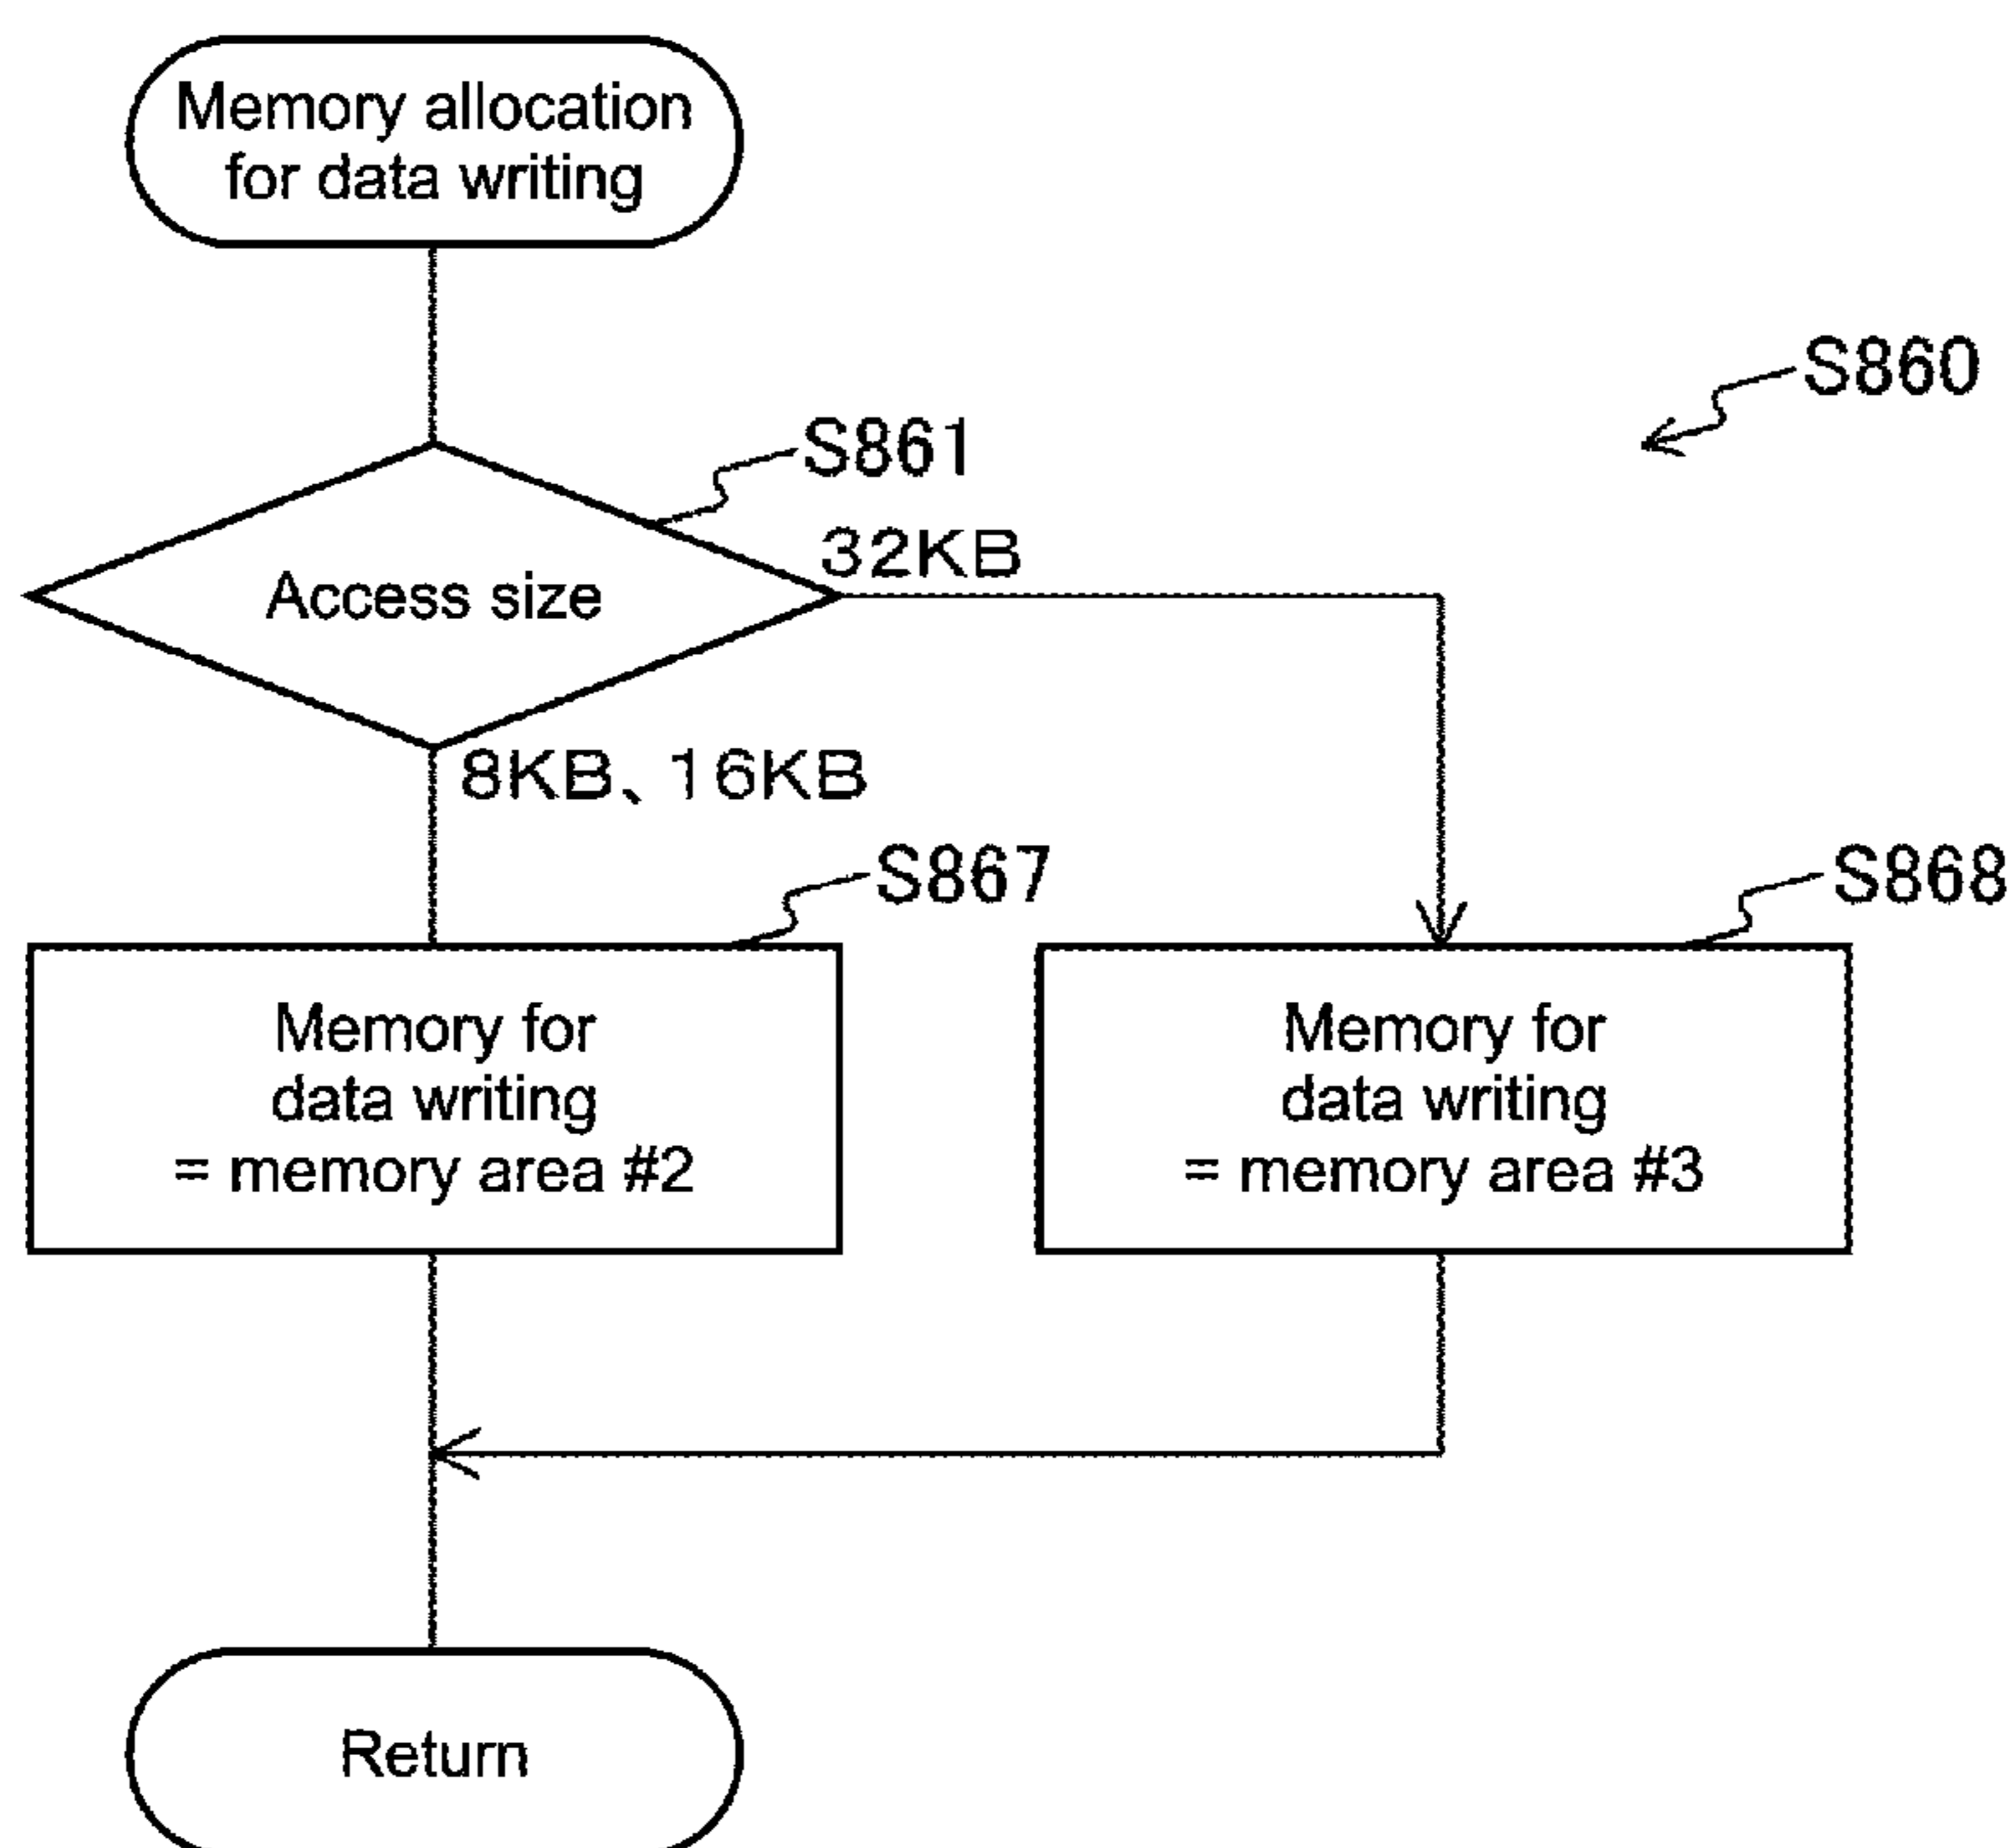 Memory allocation
for data writing
S860
S861
32KB
Access size
8KB、16KB
S867
S868
Memory for
data writing
= memory area #2
Memory for
data writing
= memory area #3
Return